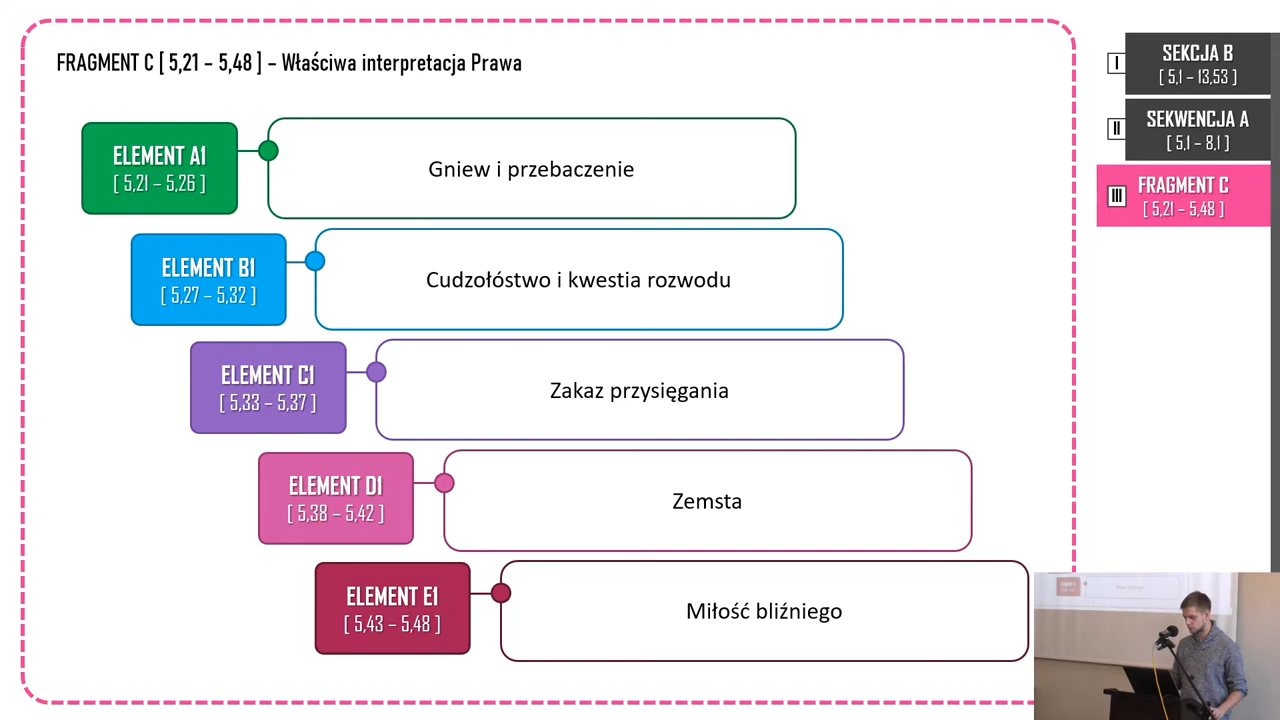 FRAGMENT C [ 5,21 – 5,48 ] – Właściwa interpretacja Prawa
ELEMENT A1
[ 5,21 – 5,26 ]
Gniew i przebaczenie
ELEMENT B1
[ 5,27 – 5,32 ]
Cudzołóstwo i kwestia rozwodu
ELEMENT C1
[ 5,33 – 5,37 ]
Zakaz przysięgania
ELEMENT D1
[ 5,38 – 5,42 ]
Zemsta
ELEMENT E1
[ 5,43 – 5,48 ]
Miłość bliźniego
I
SEKCJA B
[ 5,1 – 13,53 ]
II
SEKWENCJA A
[ 5,1 – 8,1 ]
III
FRAGMENT C
[ 5,21 – 5,48 ]